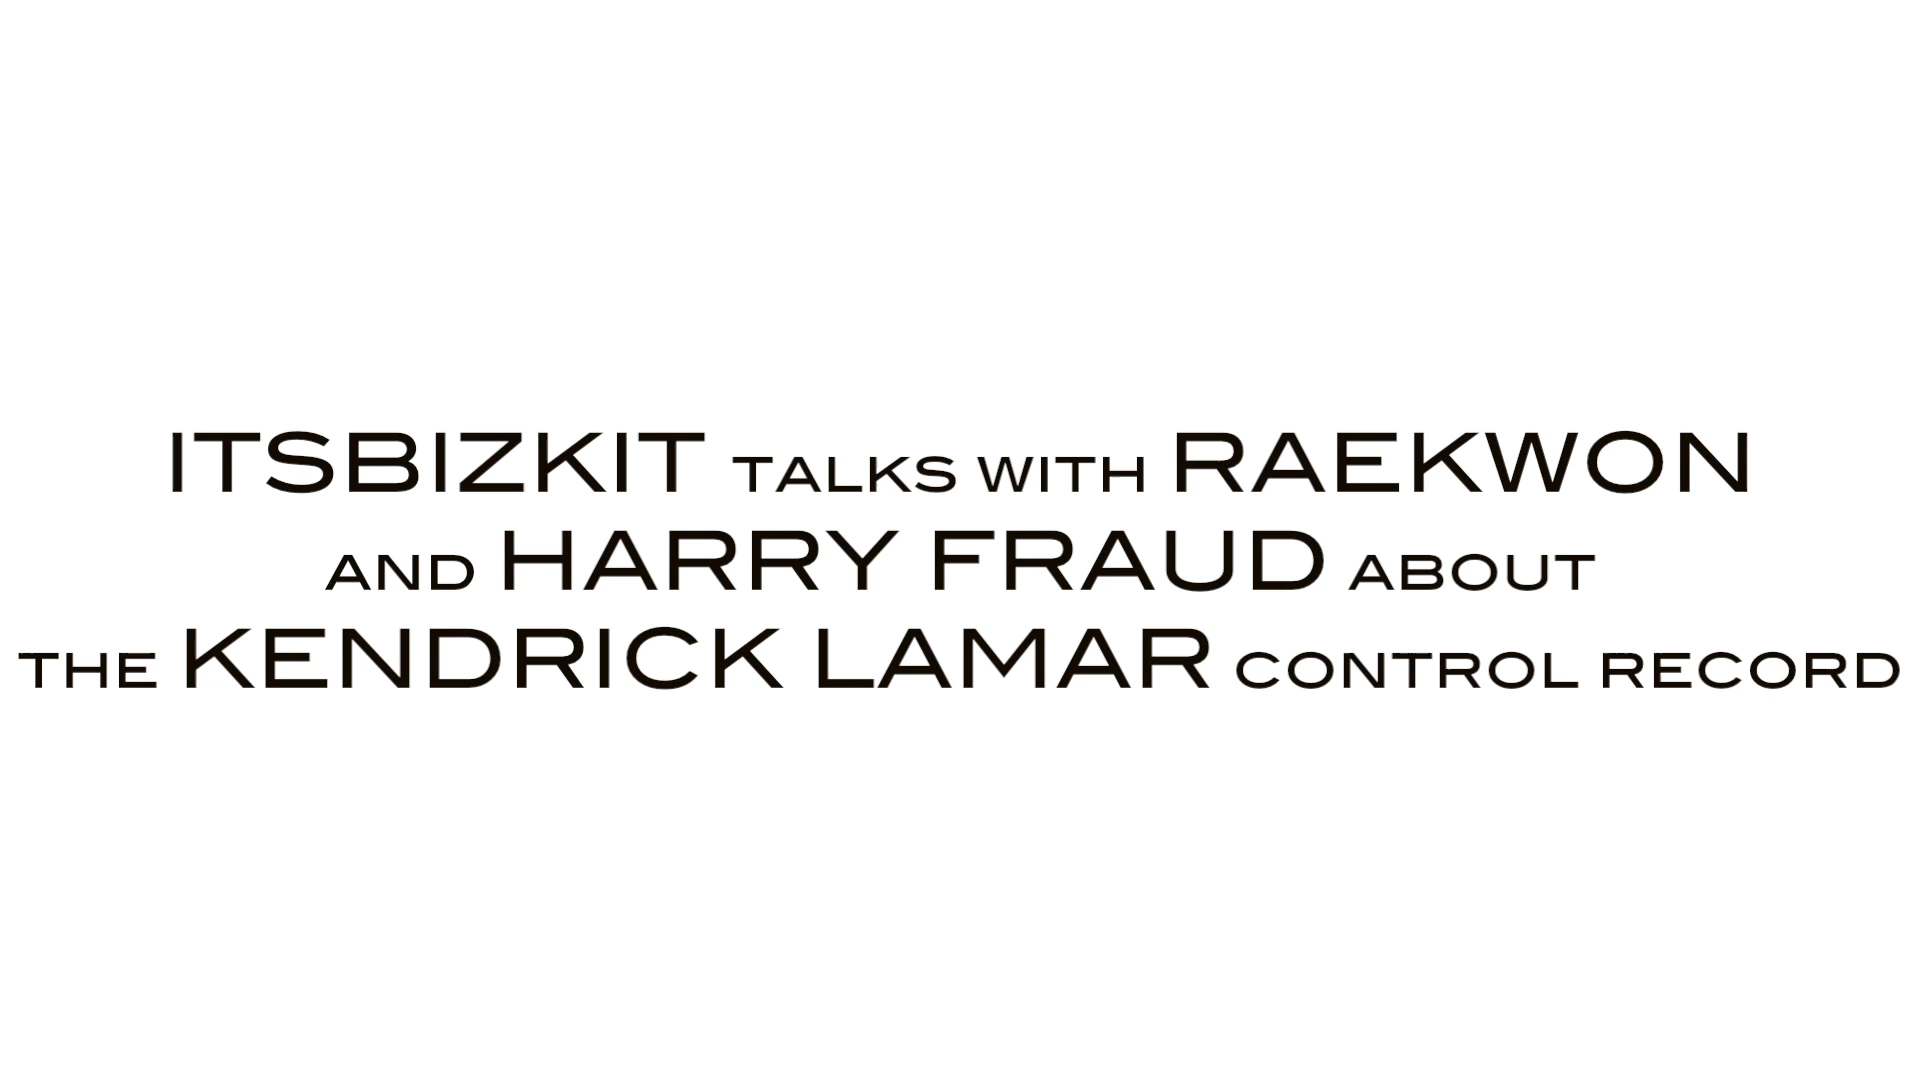 ITSBIZKIT TALKS WITH RAEKWON
AND HARRY FRAUD ABOUT
THE KENDRICK LAMAR CONTROL RECORD